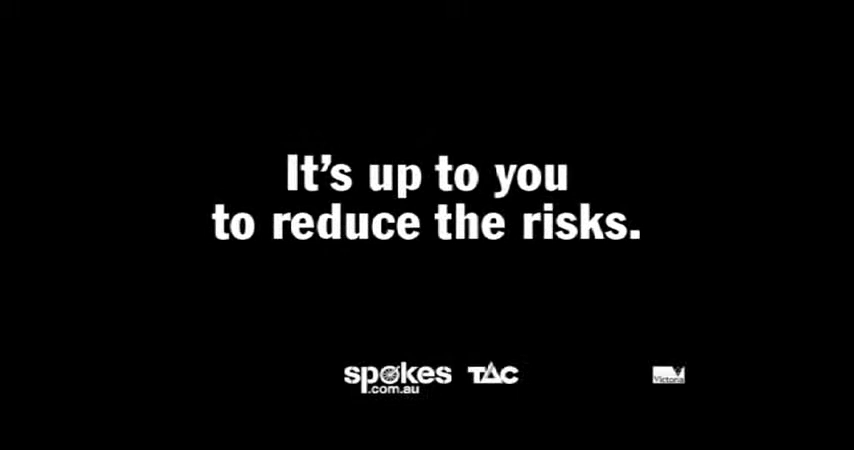 It's up to you
to reduce the risks.
spokes TAC
.com.au
Victoria